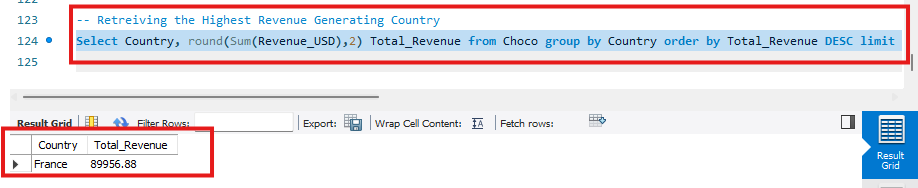 122
123 -- Retreiving the Highest Revenue Generating Country
124 Select Country, round(Sum(Revenue_USD),2) Total_Revenue from Choco group by Country order by Total_Revenue DESC limit
125
Result Grid Filter Rows: Export: Wrap Cell Content: IA Fetch rows:
Country Total_Revenue
France 89956.88
Result
Grid